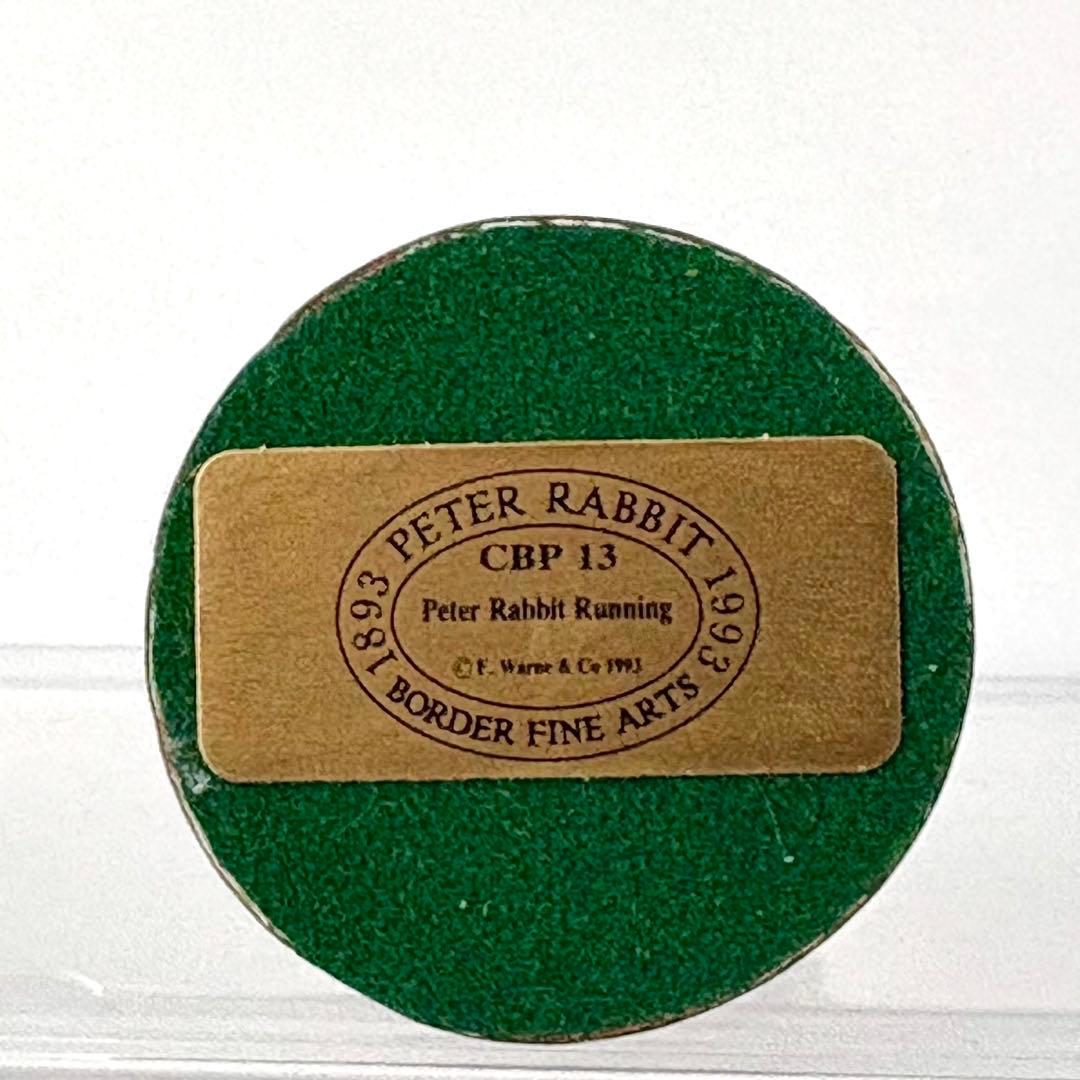 1893 PETER RABBIT 1993
CBP 13
Peter Rabbit Running
© F. Warne & Co 1993
BORDER FINE ARTS